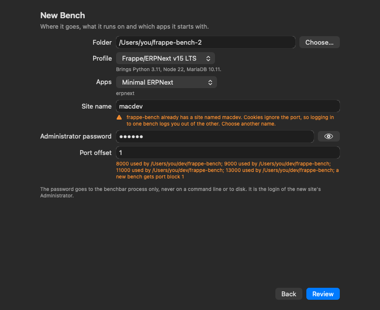 New Bench
Where it goes, what it runs on and which apps it starts with.
Folder
/Users/you/frappe-bench-2
Choose...
Profile
Frappe/ERPNext v15 LTS
Brings Python 3.11, Node 22, MariaDB 10.11.
Apps
Minimal ERPNext
erpnext
Site name
macdev
frappe-bench already has a site named macdev. Cookies ignore the port, so logging in
to one bench logs you out of the other. Choose another name.
Administrator password
••••••
Port offset
1
8000 used by /Users/you/dev/frappe-bench; 9000 used by /Users/you/dev/frappe-bench;
11000 used by /Users/you/dev/frappe-bench; 13000 used by /Users/you/dev/frappe-bench; a
new bench gets port block 1
The password goes to the benchbar process only, never on a command line or to disk. It is the login of the new site's
Administrator.
Back
Review